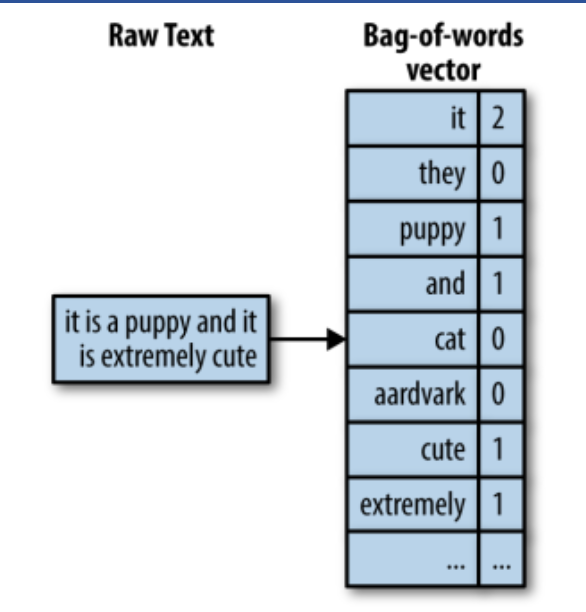 Raw Text
Bag-of-words
vector
it is a puppy and it
is extremely cute
it 2
they 0
puppy 1
and 1
cat 0
aardvark 0
cute 1
extremely 1
... ...